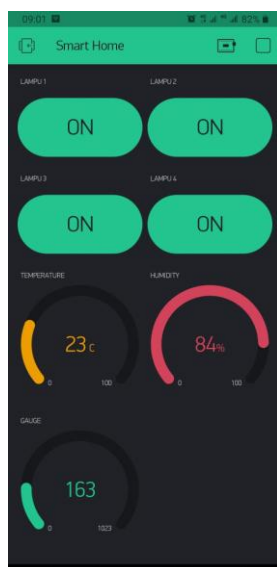 09:01 82%
Smart Home
LAMPU 1 LAMPU 2
ON ON
LAMPU 3 LAMPU 4
ON ON
TEMPERATURE HUMIDITY
23 C 84%
0 100 0 100
GAUGE
163
0 1023